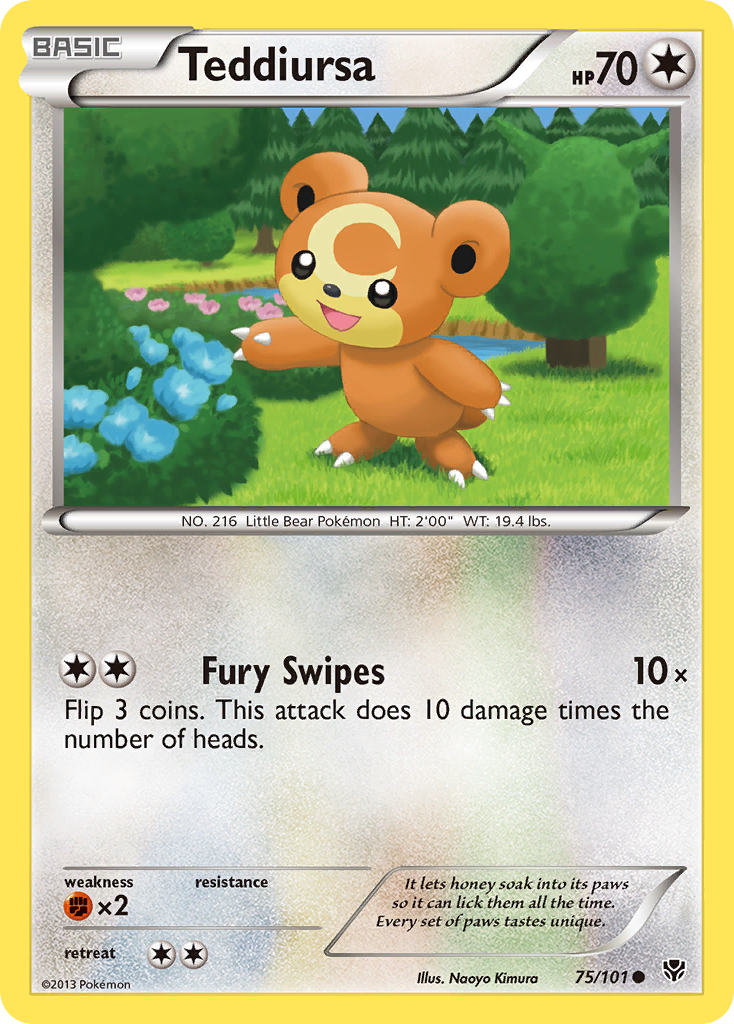 BASIC
Teddiursa
HP70
NO. 216 Little Bear Pokémon HT: 2'00" WT: 19.4 lbs.
Fury Swipes 10×
Flip 3 coins. This attack does 10 damage times the
number of heads.
weakness resistance
×2
It lets honey soak into its paws
so it can lick them all the time.
Every set of paws tastes unique.
retreat
Illus. Naoyo Kimura 75/101
©2013 Pokémon